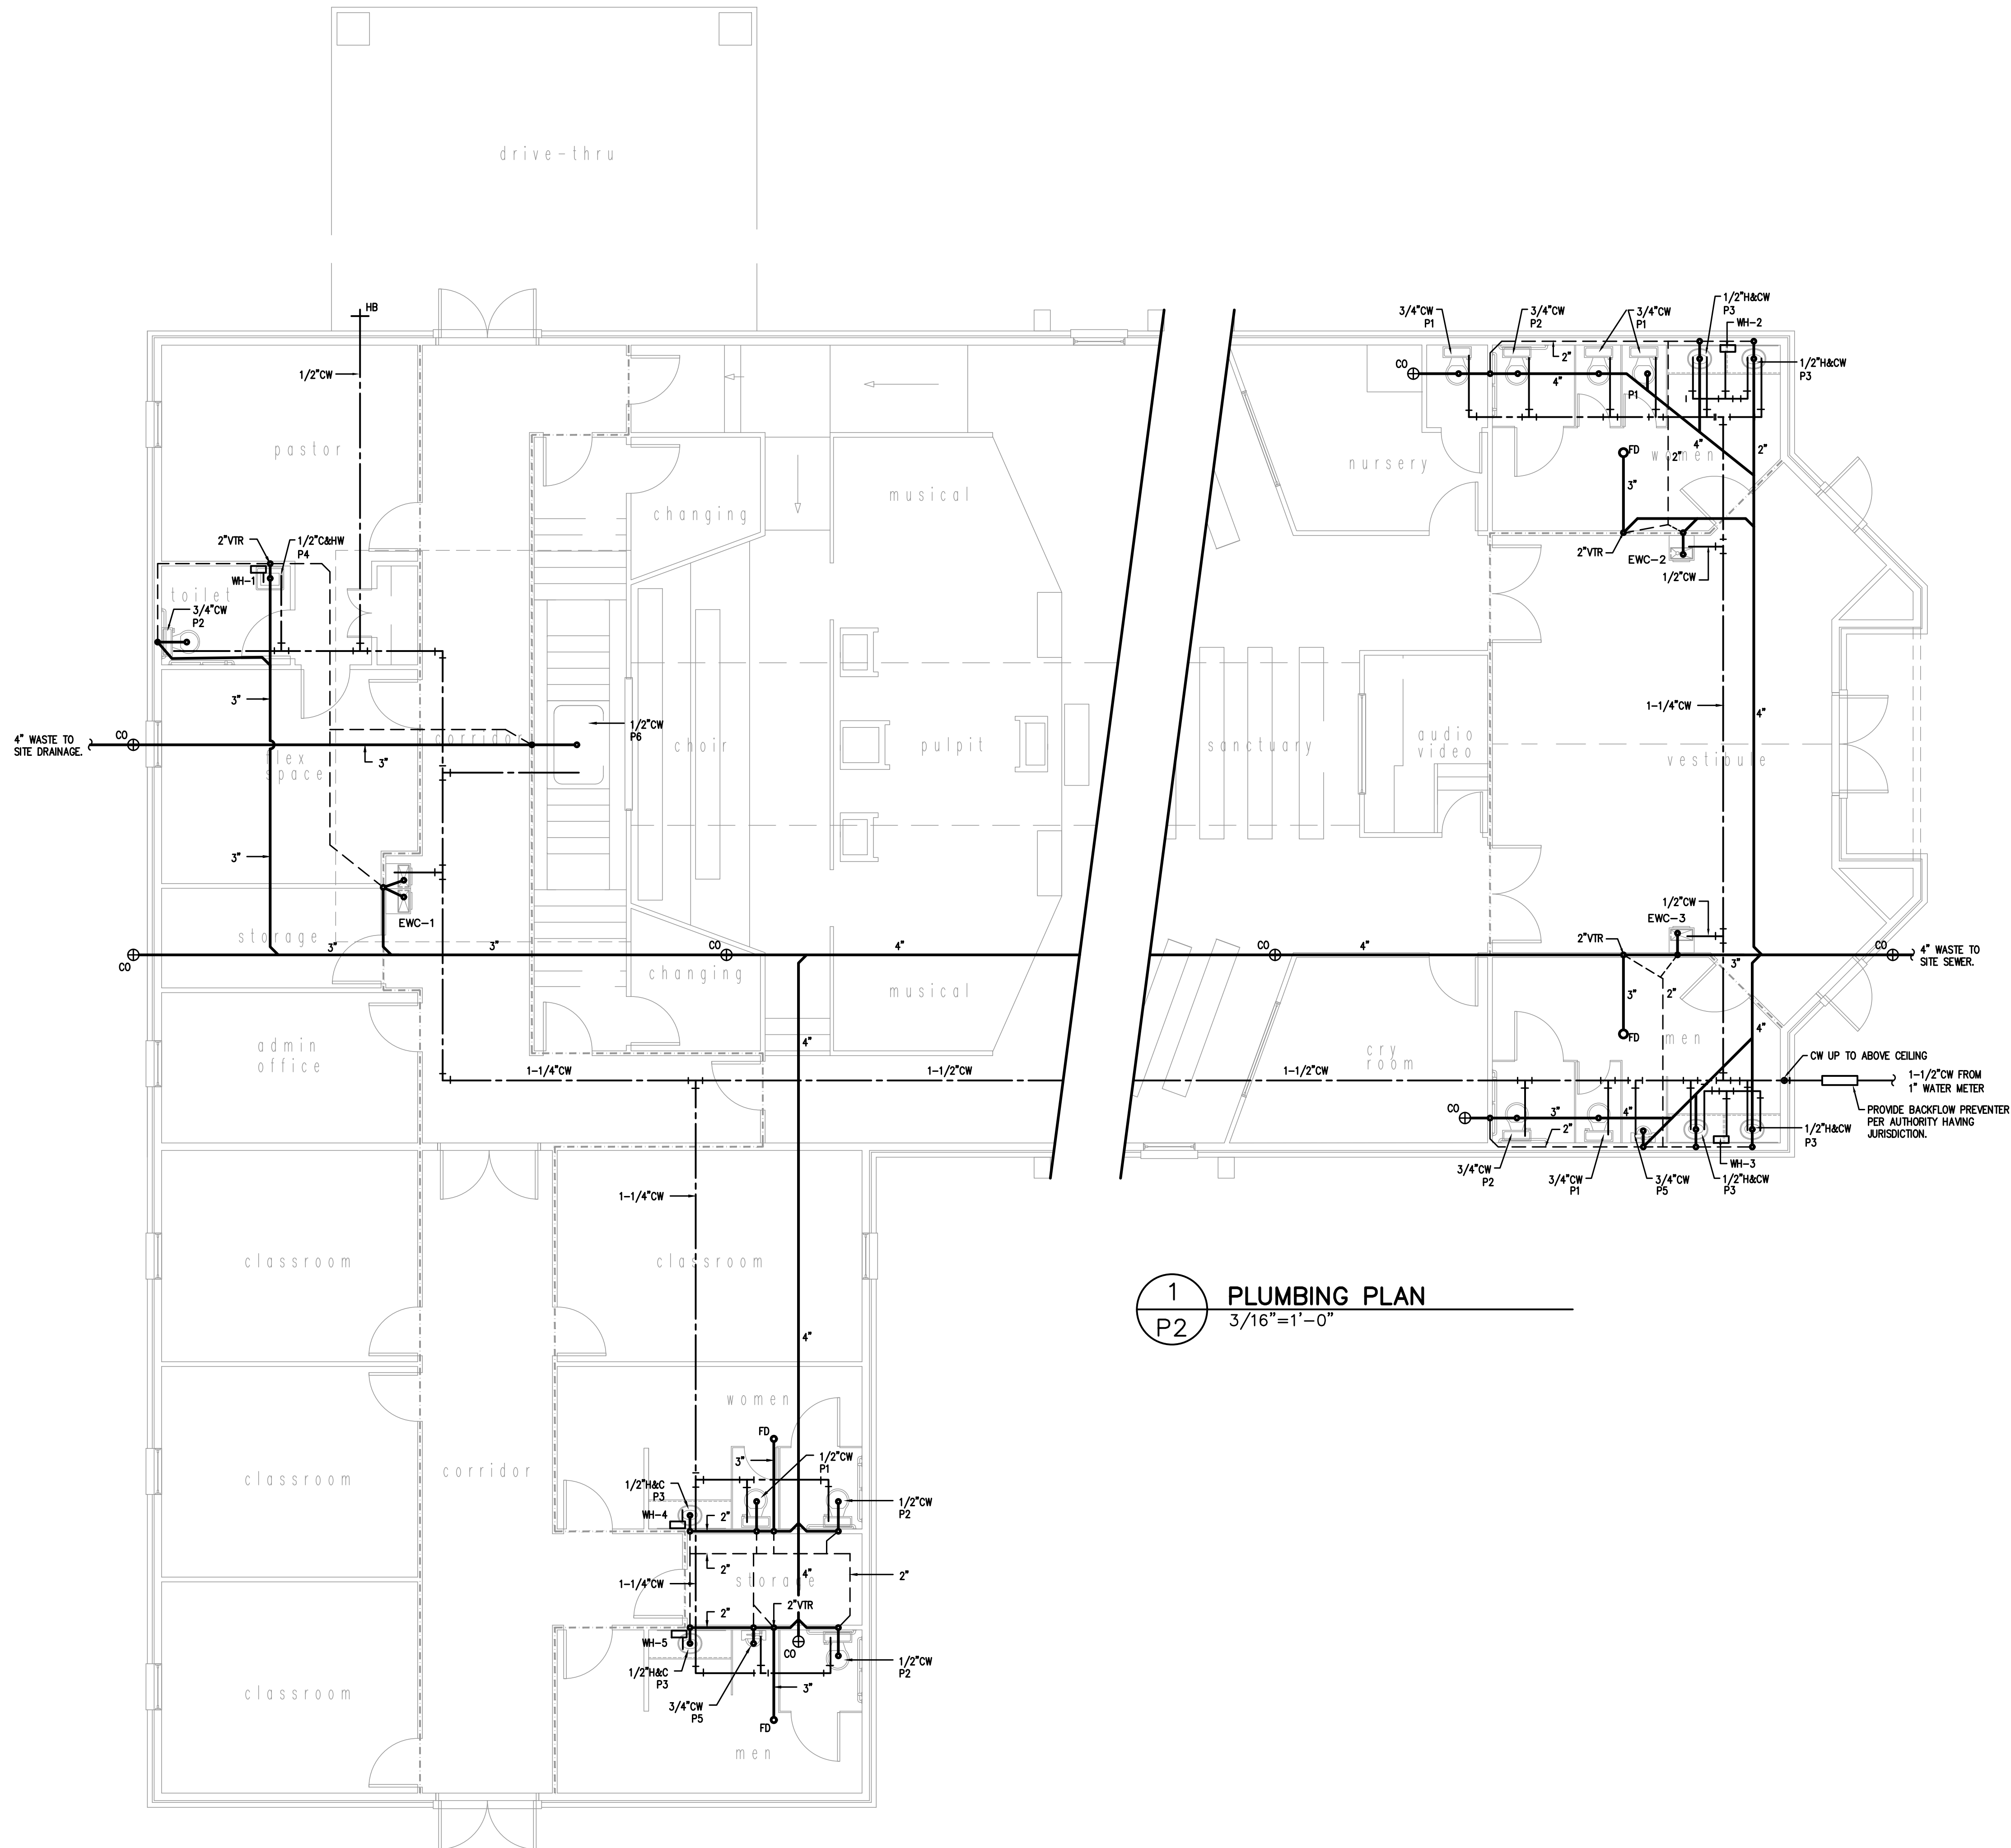 drive-thru
HB
1/2"CW
pastor
2"VTR
1/2"C&HW
P4
WH-1
toilet
3/4"CW
P2
3"
4" WASTE TO
SITE DRAINAGE.
CO
3"
flex
space
corridor
3"
1/2"CW
P6
choir
pulpit
changing
musical
EWC-1
storage
CO
3"
3"
CO
4"
changing
musical
admin
office
1-1/4"CW
1-1/2"CW
4"
3/4"CW
P1
3/4"CW
P2
3/4"CW
P1
1/2"H&CW
P3
WH-2
1/2"H&CW
P3
CO
2"
4"
P1
4"
2"
2"
FD
women
nursery
3"
2"VTR
EWC-2
1/2"CW
1-1/4"CW
4"
sanctuary
audio
video
vestibule
1/2"CW
EWC-3
2"VTR
CO
4"
3"
CO
4" WASTE TO
SITE SEWER.
3"
2"
FD
men
4"
cry
room
1-1/2"CW
CW UP TO ABOVE CEILING
1-1/2"CW FROM
1" WATER METER
PROVIDE BACKFLOW PREVENTER
PER AUTHORITY HAVING
JURISDICTION.
CO
3"
4"
2"
1/2"H&CW
P3
WH-3
3/4"CW
P2
3/4"CW
P1
3/4"CW
P5
1/2"H&CW
P3
1
P2
PLUMBING PLAN
3/16"=1'-0"
1-1/4"CW
classroom
classroom
4"
women
classroom
corridor
FD
3"
1/2"CW
P1
1/2"H&C
P3
WH-4
2"
1/2"CW
P2
2"
1-1/4"CW
storage
4"
2"
2"
2"VTR
WH-5
CO
1/2"H&C
P3
1/2"CW
P2
3/4"CW
P5
3"
FD
classroom
men